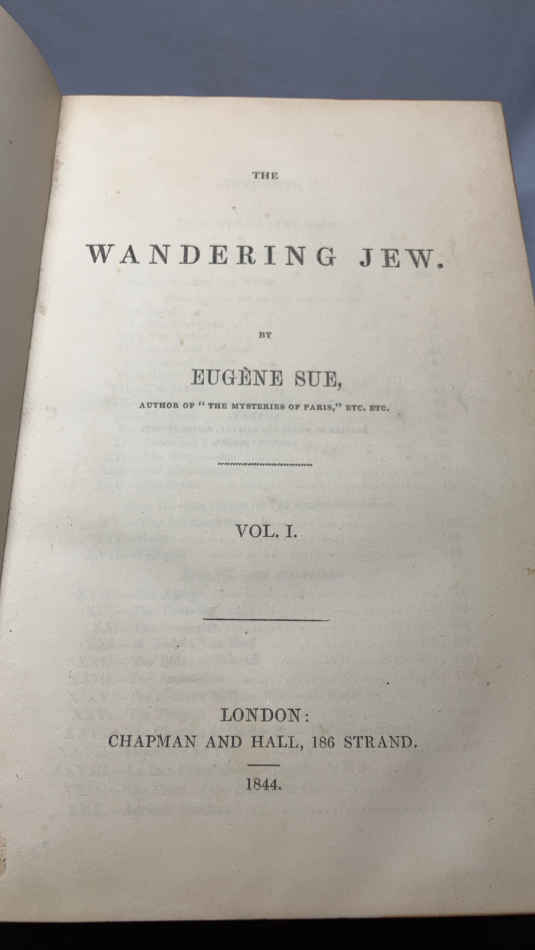 THE
WANDERING JEW.
BY
EUGÈNE SUE,
AUTHOR OF "THE MYSTERIES OF PARIS," ETC. ETC.
VOL. I.
LONDON:
CHAPMAN AND HALL, 186 STRAND.
1844.